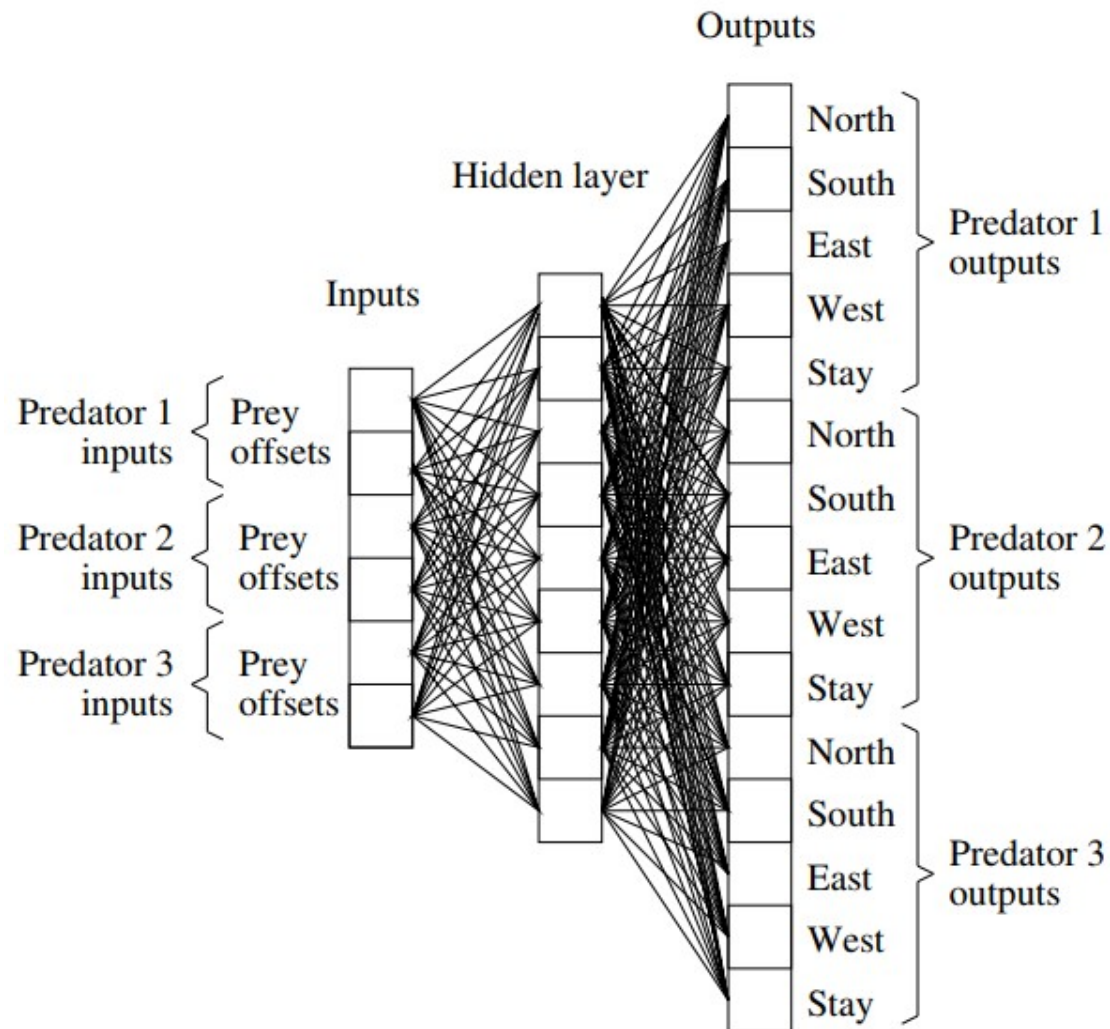 Outputs
Hidden layer
Inputs
Predator 1
inputs
Prey
offsets
Predator 2
inputs
Prey
offsets
Predator 3
inputs
Prey
offsets
North
South
East
West
Stay
Predator 1
outputs
North
South
East
West
Stay
Predator 2
outputs
North
South
East
West
Stay
Predator 3
outputs